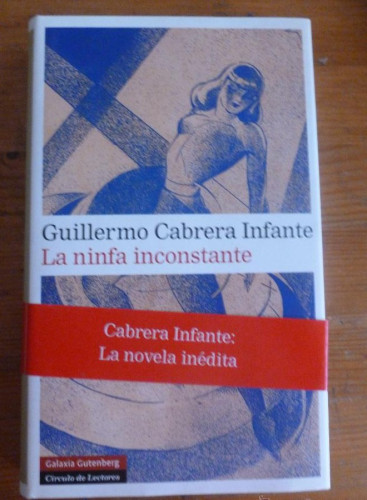 Guillermo Cabrera Infante
La ninfa inconstante
Cabrera Infante:
La novela inédita
Galaxia Gutenberg
Círculo de Lectores